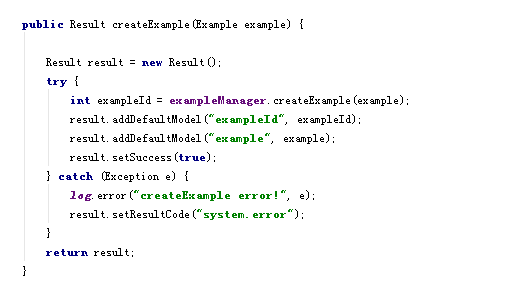 public Result createExample(Example example) {
Result result = new Result();
try {
int exampleId = exampleManager.createExample(example);
result.addDefaultModel("exampleId", exampleId);
result.addDefaultModel("example", example);
result.setSuccess(true);
} catch (Exception e) {
log.error("createExample error!", e);
result.setResultCode("system.error");
}
return result;
}